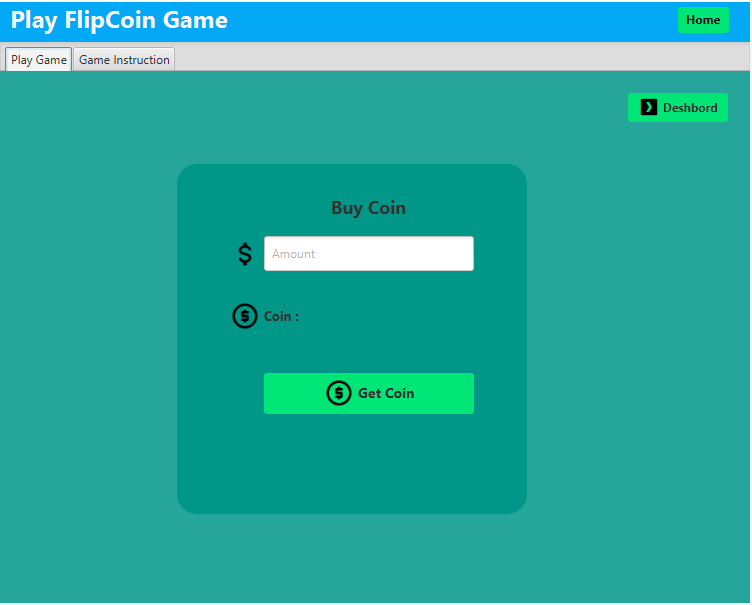 Play FlipCoin Game
Home
Play Game
Game Instruction
Deshbord
Buy Coin
$
Amount
$ Coin :
$ Get Coin